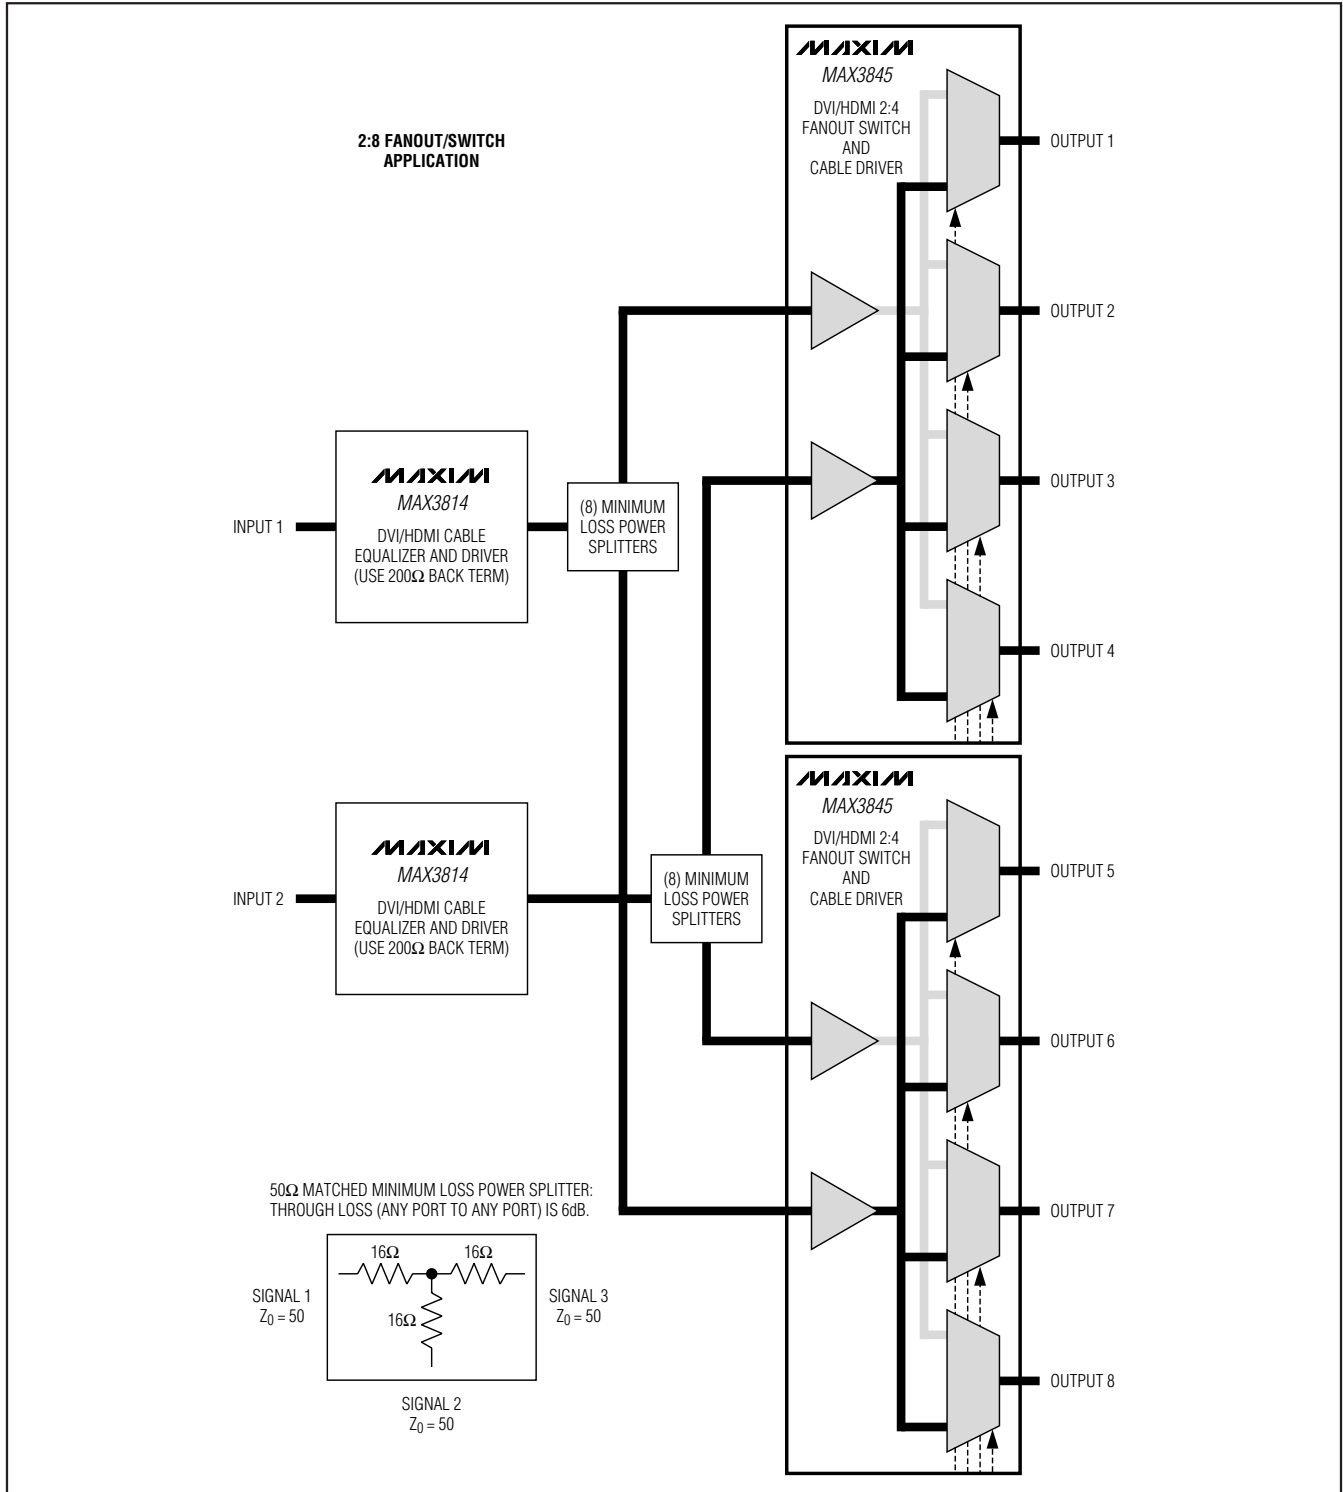 2:8 FANOUT/SWITCH
APPLICATION
MAXIM
MAX3845
DVI/HDMI 2:4
FANOUT SWITCH
AND
CABLE DRIVER
OUTPUT 1
OUTPUT 2
OUTPUT 3
OUTPUT 4
INPUT 1
MAXIM
MAX3814
DVI/HDMI CABLE
EQUALIZER AND DRIVER
(USE 200Ω BACK TERM)
(8) MINIMUM
LOSS POWER
SPLITTERS
INPUT 2
MAXIM
MAX3814
DVI/HDMI CABLE
EQUALIZER AND DRIVER
(USE 200Ω BACK TERM)
(8) MINIMUM
LOSS POWER
SPLITTERS
MAXIM
MAX3845
DVI/HDMI 2:4
FANOUT SWITCH
AND
CABLE DRIVER
OUTPUT 5
OUTPUT 6
OUTPUT 7
OUTPUT 8
50Ω MATCHED MINIMUM LOSS POWER SPLITTER:
THROUGH LOSS (ANY PORT TO ANY PORT) IS 6dB.
16Ω
16Ω
16Ω
SIGNAL 1
Z0 = 50
SIGNAL 3
Z0 = 50
SIGNAL 2
Z0 = 50